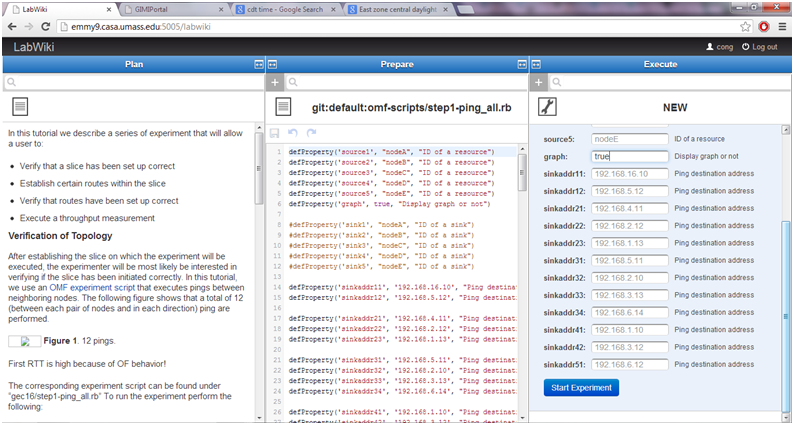 LabWiki
GIMIPortal
cdt time - Google Search
East zone central daylight
emmy9.casa.umass.edu:5005/labwiki
LabWiki
cong
Log out
Plan
In this tutorial we describe a series of experiment that will allow
a user to:
Verify that a slice has been set up correct
Establish certain routes within the slice
Verify that routes have been set up correct
Execute a throughput measurement
Verification of Topology
After establishing the slice on which the experiment will be
executed, the experimenter will be most likely be interested in
verifying if the slice has been initiated correctly. In this tutorial,
we use an OMF experiment script that executes pings between
neighboring nodes. The following figure shows that a total of 12
(between each pair of nodes and in each direction) ping are
performed.
Figure 1. 12 pings.
First RTT is high because of OF behavior!
The corresponding experiment script can be found under
"gec16/step1-ping_all.rb" To run the experiment perform the
following:
Prepare
git:default:omf-scripts/step1-ping_all.rb
1 defProperty('source1', "nodeA", "ID of a resource")
2 defProperty('source2', "nodeB", "ID of a resource")
3 defProperty('source3', "nodeC", "ID of a resource")
4 defProperty('source4', "nodeD", "ID of a resource")
5 defProperty('source5', "nodeE", "ID of a resource")
6 defProperty('graph', true, "Display graph or not")
7
8 #defProperty('sink1', "nodeA", "ID of a sink")
9 #defProperty('sink2', "nodeB", "ID of a sink")
10 #defProperty('sink3', "nodeC", "ID of a sink")
11 #defProperty('sink4', "nodeD", "ID of a sink")
12 #defProperty('sink5', "nodeE", "ID of a sink")
13
14 defProperty('sinkaddr11', '192.168.16.10', "Ping destinat
15 defProperty('sinkaddr12', '192.168.5.12', "Ping destinati
16
17 defProperty('sinkaddr21', '192.168.4.11', "Ping destinati
18 defProperty('sinkaddr22', '192.168.2.12', "Ping destinati
19 defProperty('sinkaddr23', '192.168.1.13', "Ping destinati
20
21
22 defProperty('sinkaddr31', '192.168.5.11', "Ping destinati
23 defProperty('sinkaddr32', '192.168.2.10', "Ping destinati
24 defProperty('sinkaddr33', '192.168.3.13', "Ping destinati
25 defProperty('sinkaddr34', '192.168.6.14', "Ping destinati
26
27 defProperty('sinkaddr41', '192.168.1.10', "Ping destinati
Execute
NEW
source5: nodeE ID of a resource
graph: true Display graph or not
sinkaddr11: 192.168.16.10 Ping destination address
sinkaddr12: 192.168.5.12 Ping destination address
sinkaddr21: 192.168.4.11 Ping destination address
sinkaddr22: 192.168.2.12 Ping destination address
sinkaddr23: 192.168.1.13 Ping destination address
sinkaddr31: 192.168.5.11 Ping destination address
sinkaddr32: 192.168.2.10 Ping destination address
sinkaddr33: 192.168.3.13 Ping destination address
sinkaddr34: 192.168.6.14 Ping destination address
sinkaddr41: 192.168.1.10 Ping destination address
sinkaddr42: 192.168.3.12 Ping destination address
sinkaddr51: 192.168.6.12 Ping destination address
Start Experiment